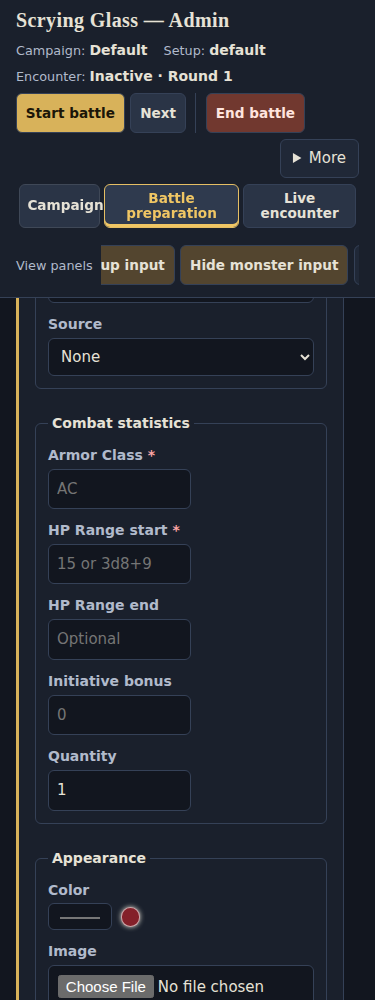 Scrying Glass — Admin
Campaign: Default Setup: default
Encounter: Inactive · Round 1
Start battle Next End battle
▶ More
Campaign Battle preparation Live encounter
View panels up input Hide monster input
Source
None
Combat statistics
Armor Class *
AC
HP Range start *
15 or 3d8+9
HP Range end
Optional
Initiative bonus
0
Quantity
1
Appearance
Color
Image
Choose File No file chosen